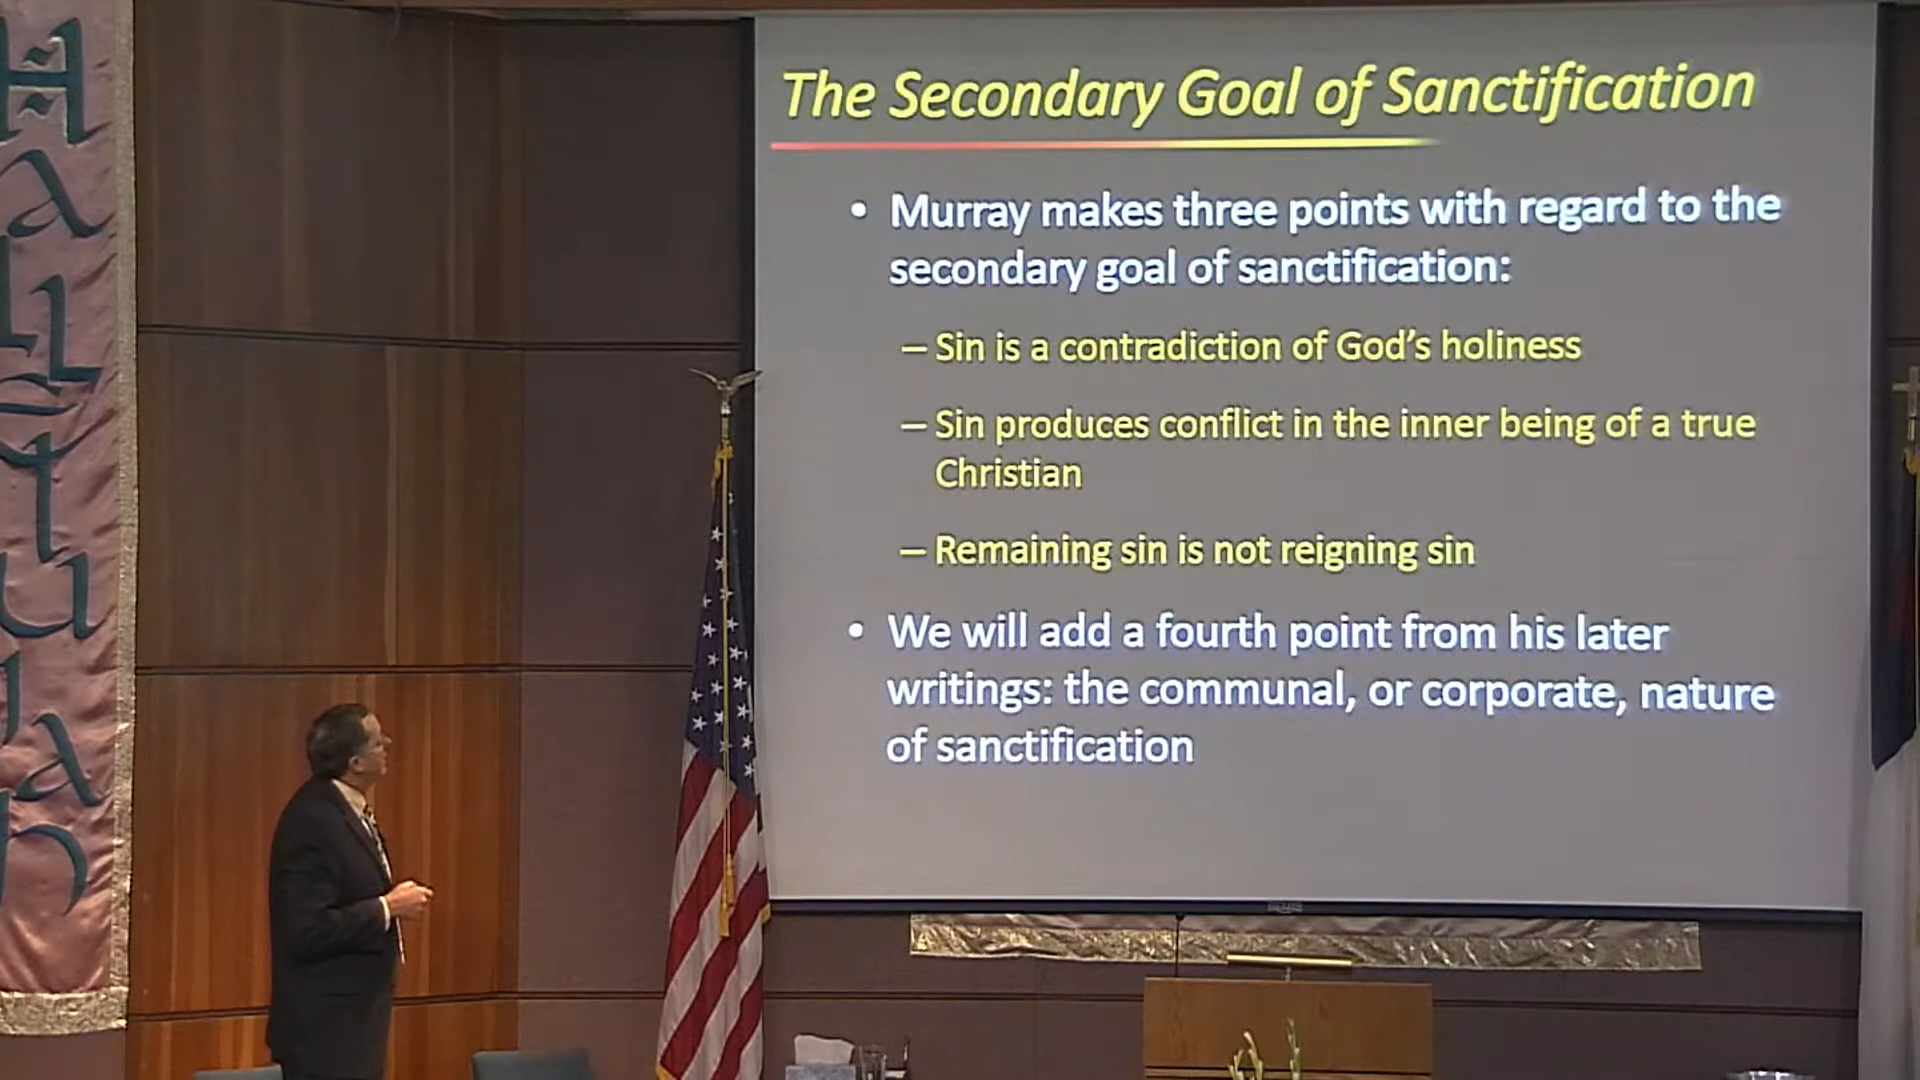 The Secondary Goal of Sanctification
• Murray makes three points with regard to the
secondary goal of sanctification:
– Sin is a contradiction of God's holiness
– Sin produces conflict in the inner being of a true
Christian
– Remaining sin is not reigning sin
• We will add a fourth point from his later
writings: the communal, or corporate, nature
of sanctification
Hallelujah